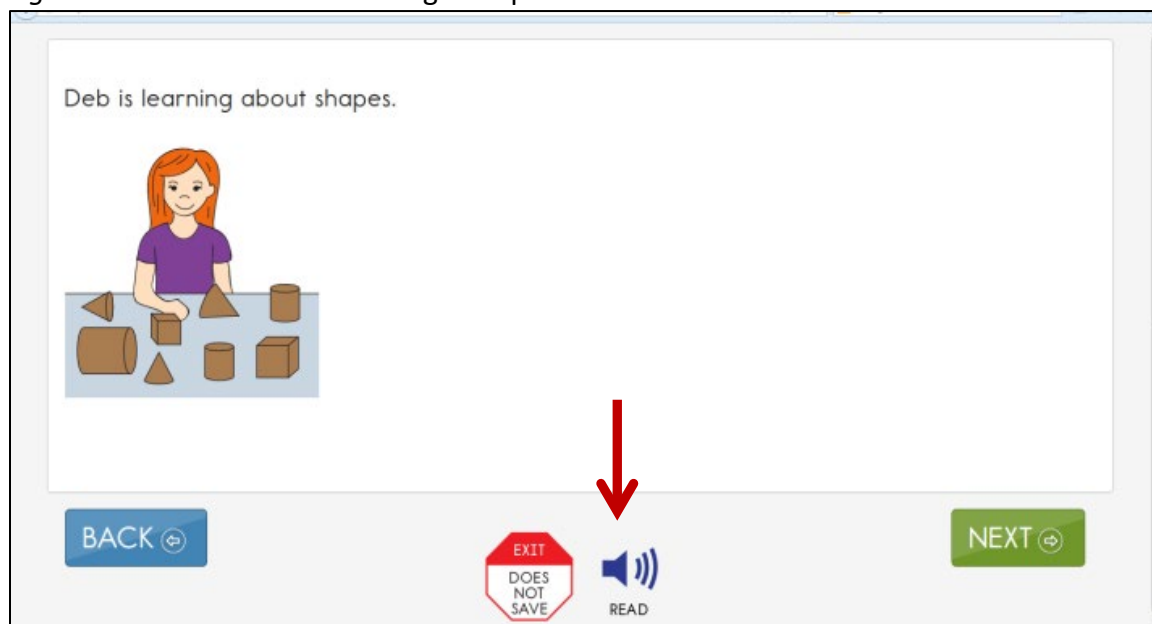 Deb is learning about shapes.
BACK
EXIT
DOES
NOT
SAVE
READ
NEXT